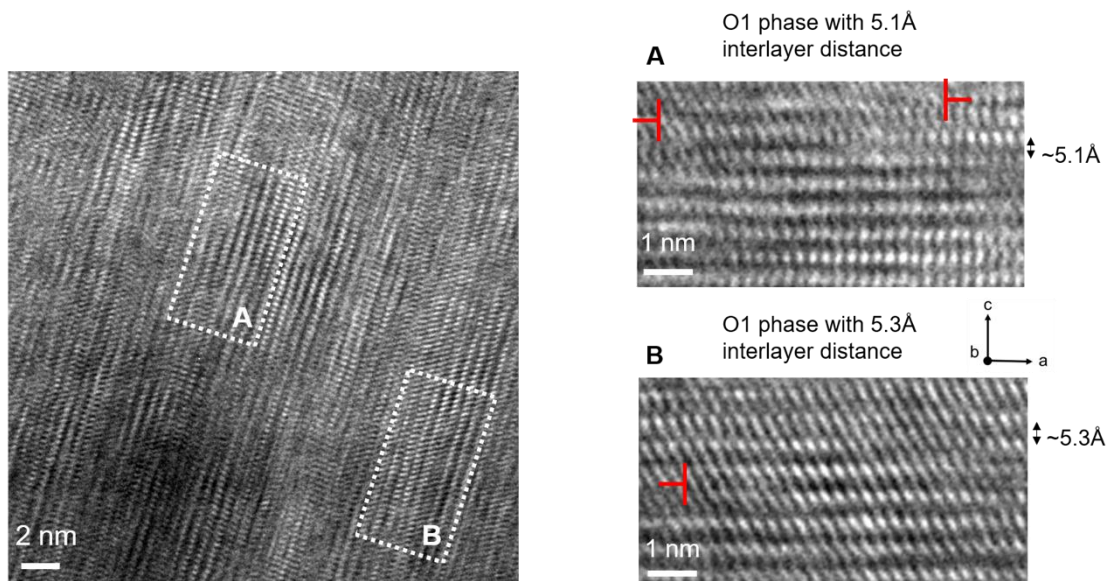 A
B
2 nm
O1 phase with 5.1Å
interlayer distance
A
~5.1Å
1 nm
O1 phase with 5.3Å
interlayer distance
B
c
b
a
~5.3Å
1 nm